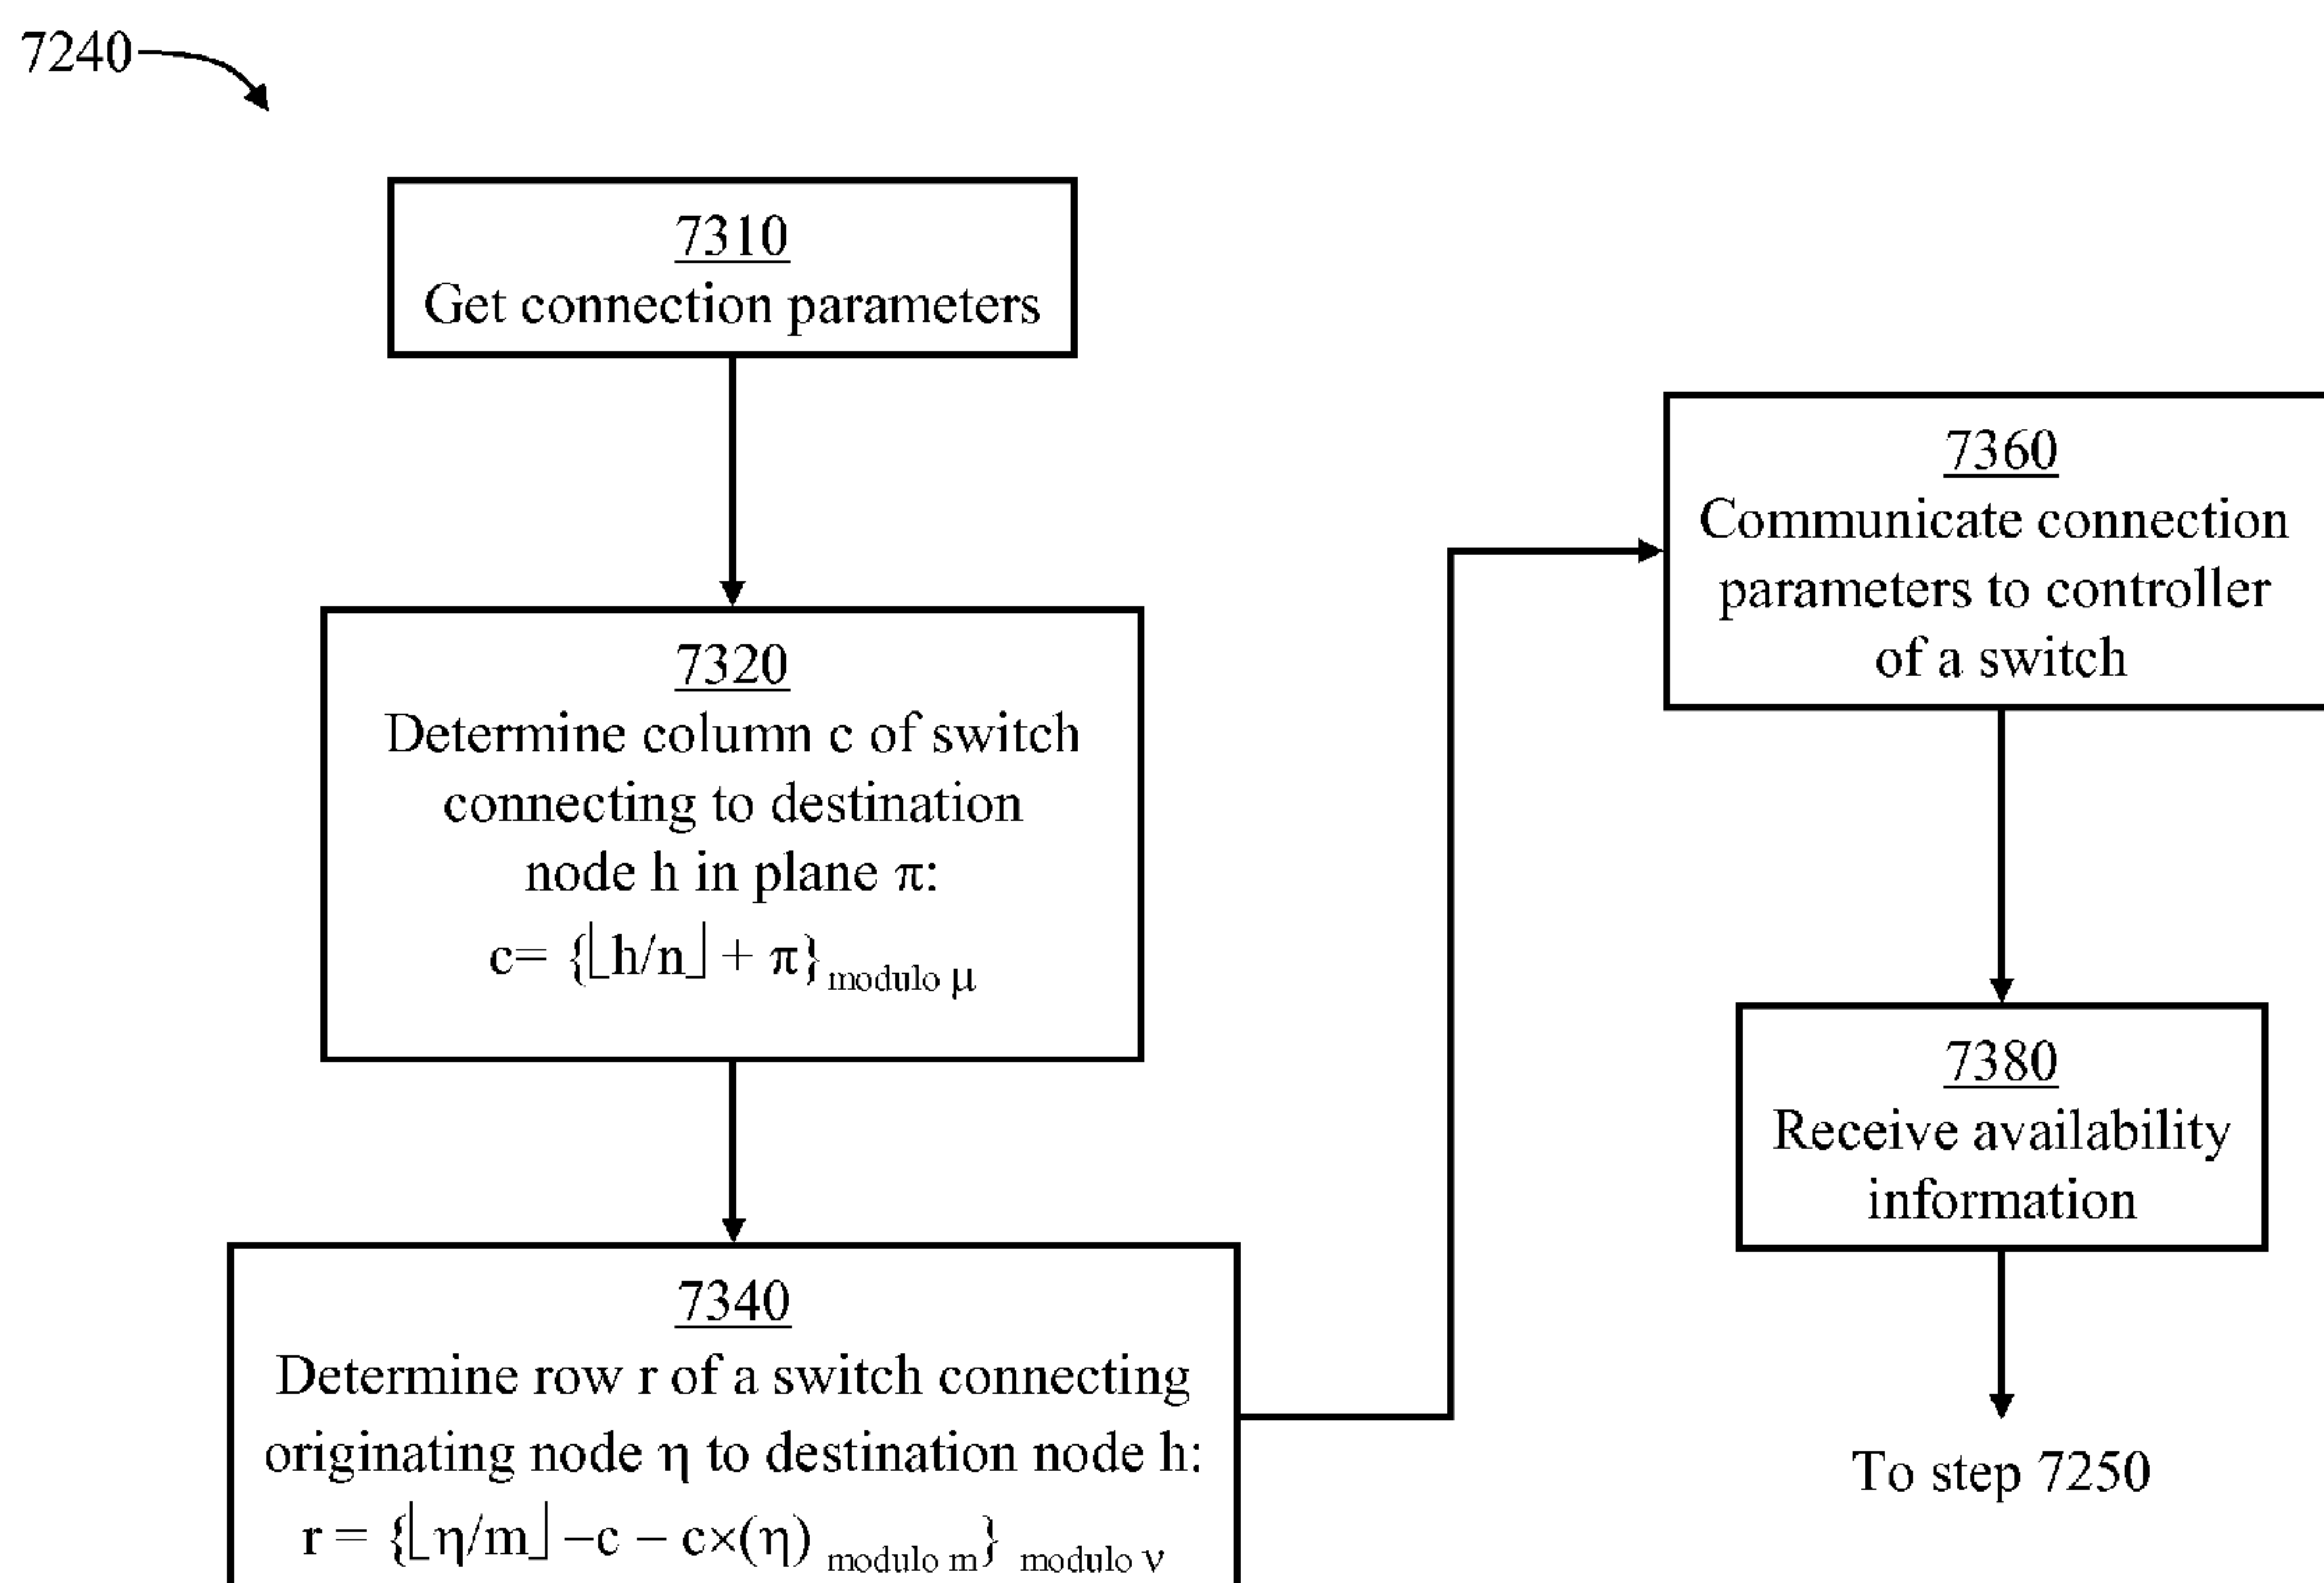 7240
7310
Get connection parameters
7320
Determine column c of switch
connecting to destination
node h in plane π:
c= {⌊h/n⌋ + π} modulo μ
7340
Determine row r of a switch connecting
originating node η to destination node h:
r = {⌊η/m⌋ –c – c×(η) modulo m} modulo ν
7360
Communicate connection
parameters to controller
of a switch
7380
Receive availability
information
To step 7250